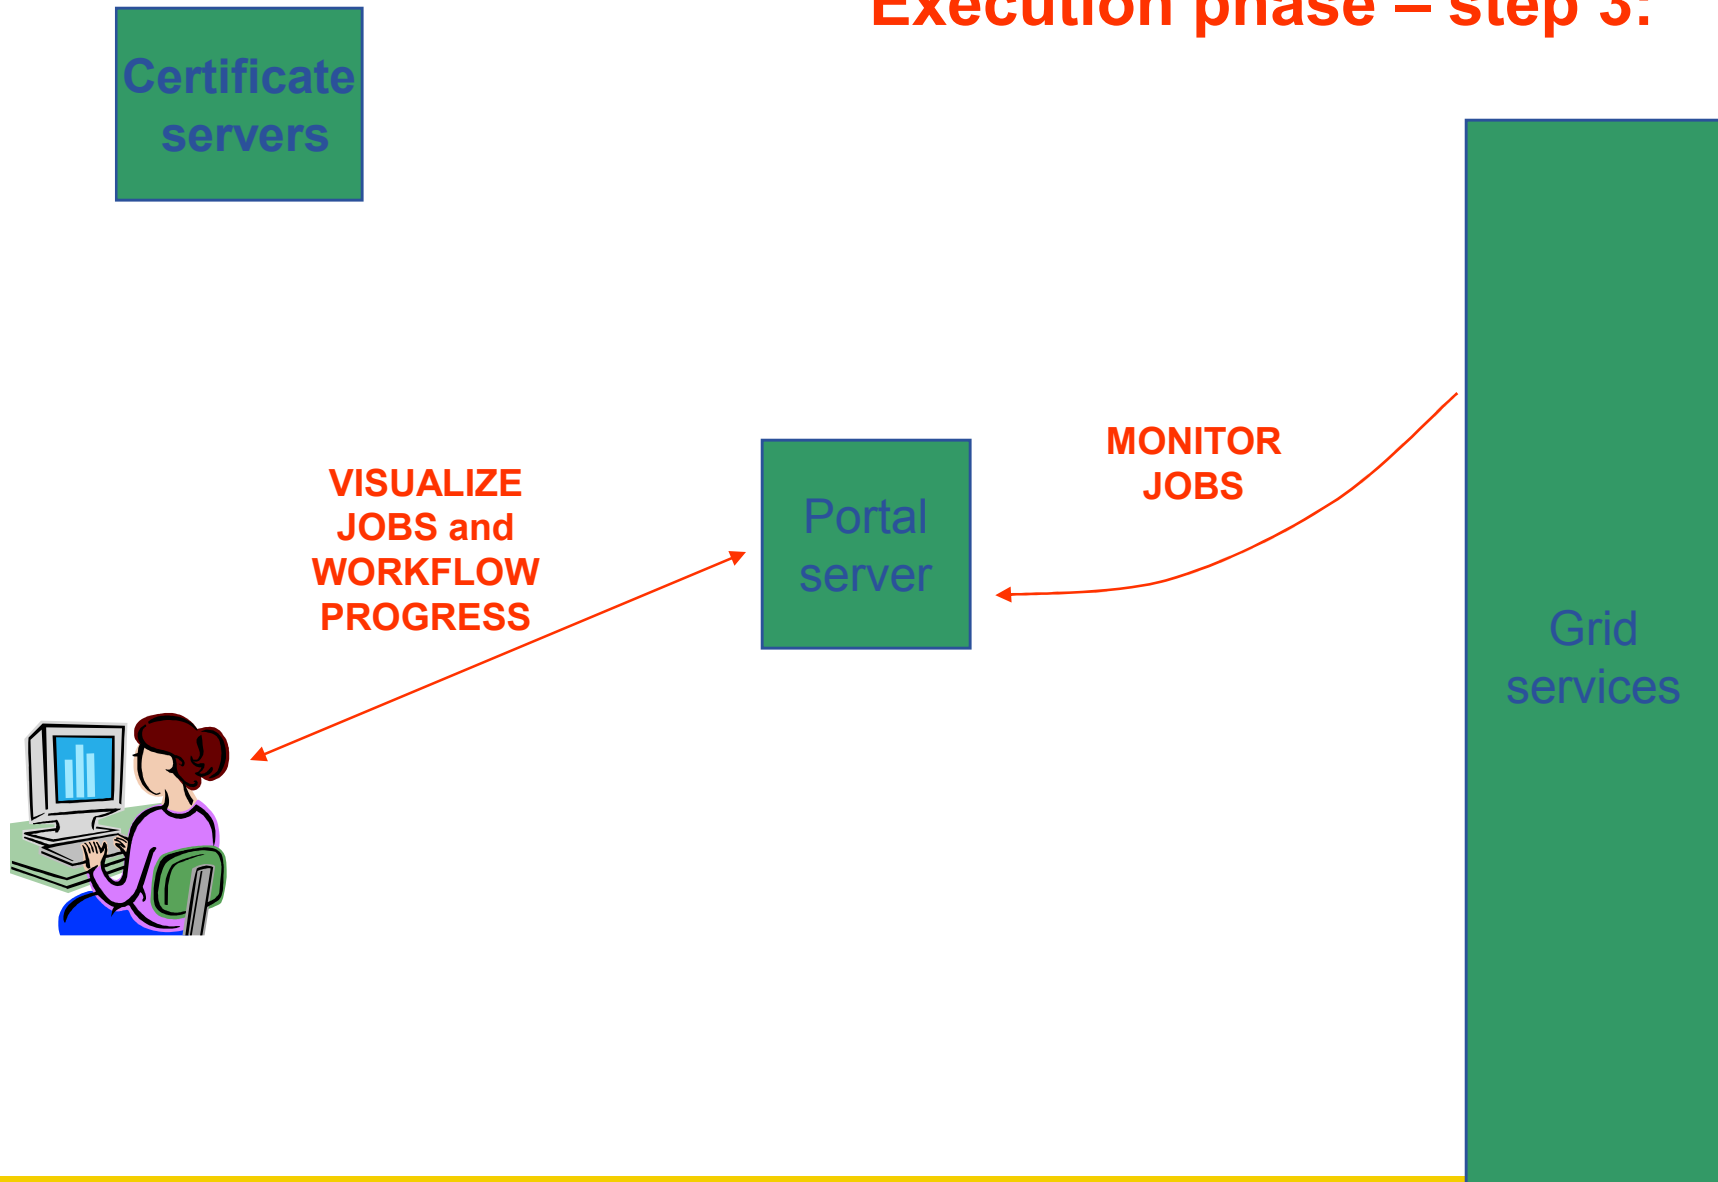 Execution phase – step 3:
Certificate
servers
VISUALIZE
JOBS and
WORKFLOW
PROGRESS
Portal
server
MONITOR
JOBS
Grid
services